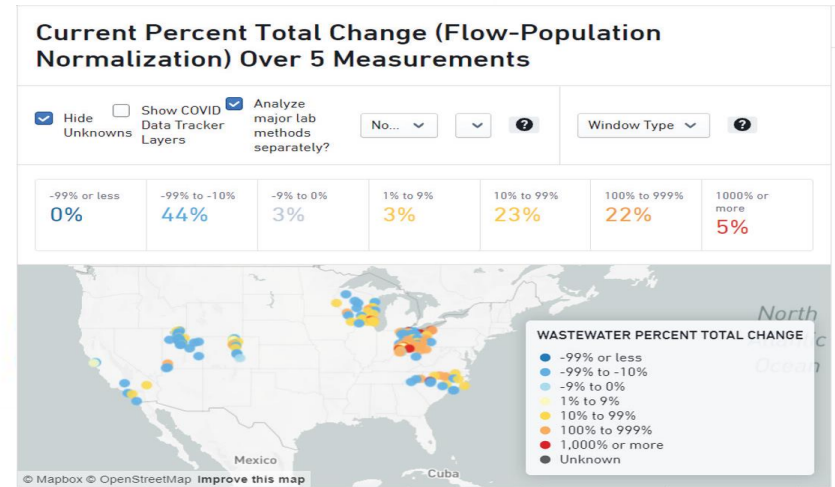 Current Percent Total Change (Flow-Population
Normalization) Over 5 Measurements
Hide
Unknowns
Show COVID
Data Tracker
Layers
Analyze
major lab
methods
separately?
No...
?
Window Type
?
-99% or less
0%
-99% to -10%
44%
-9% to 0%
3%
1% to 9%
3%
10% to 99%
23%
100% to 999%
22%
1000% or
more
5%
North
Ocean
WASTEWATER PERCENT TOTAL CHANGE
-99% or less
-99% to -10%
-9% to 0%
1% to 9%
10% to 99%
100% to 999%
1,000% or more
Unknown
Mexico
Cuba
© Mapbox © OpenStreetMap Improve this map